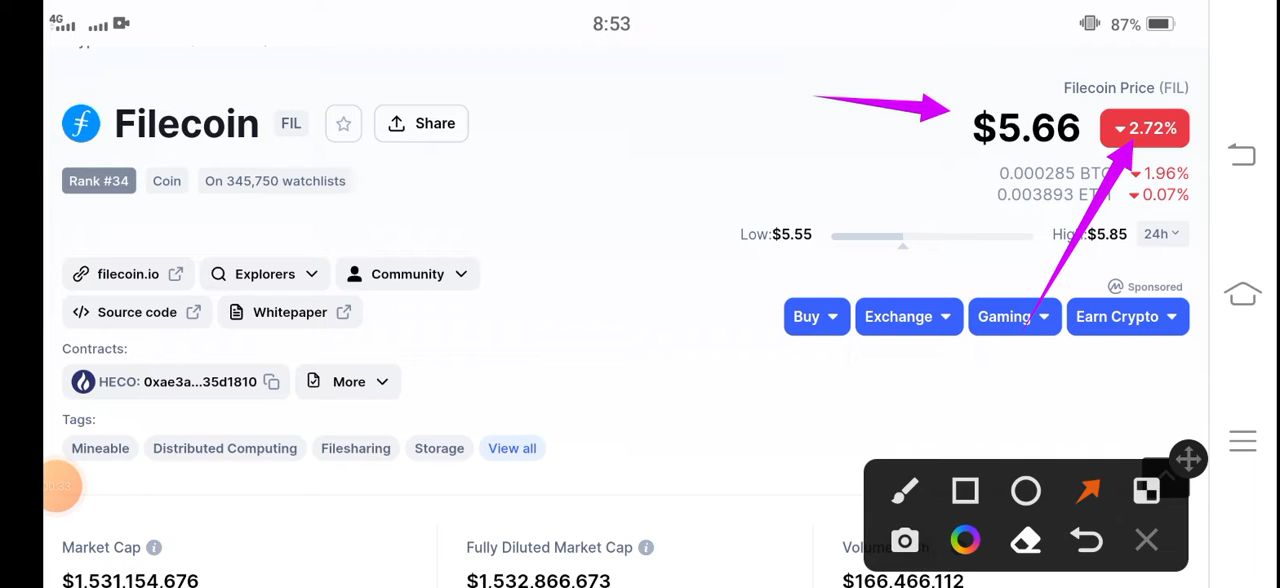 4G
8:53
87%
Filecoin Price (FIL)
Filecoin FIL Share
$5.66 2.72%
0.000285 BTC 1.96%
0.003893 ETH 0.07%
Rank #34 Coin On 345,750 watchlists
Low:$5.55 High:$5.85 24h
filecoin.io Explorers Community
Sponsored
Source code Whitepaper
Buy Exchange Gaming Earn Crypto
Contracts:
HECO: 0xae3a...35d1810 More
Tags:
Mineable Distributed Computing Filesharing Storage View all
00:33
Market Cap Fully Diluted Market Cap
$1,531,154,676 $1,532,866,673 $166,466,112